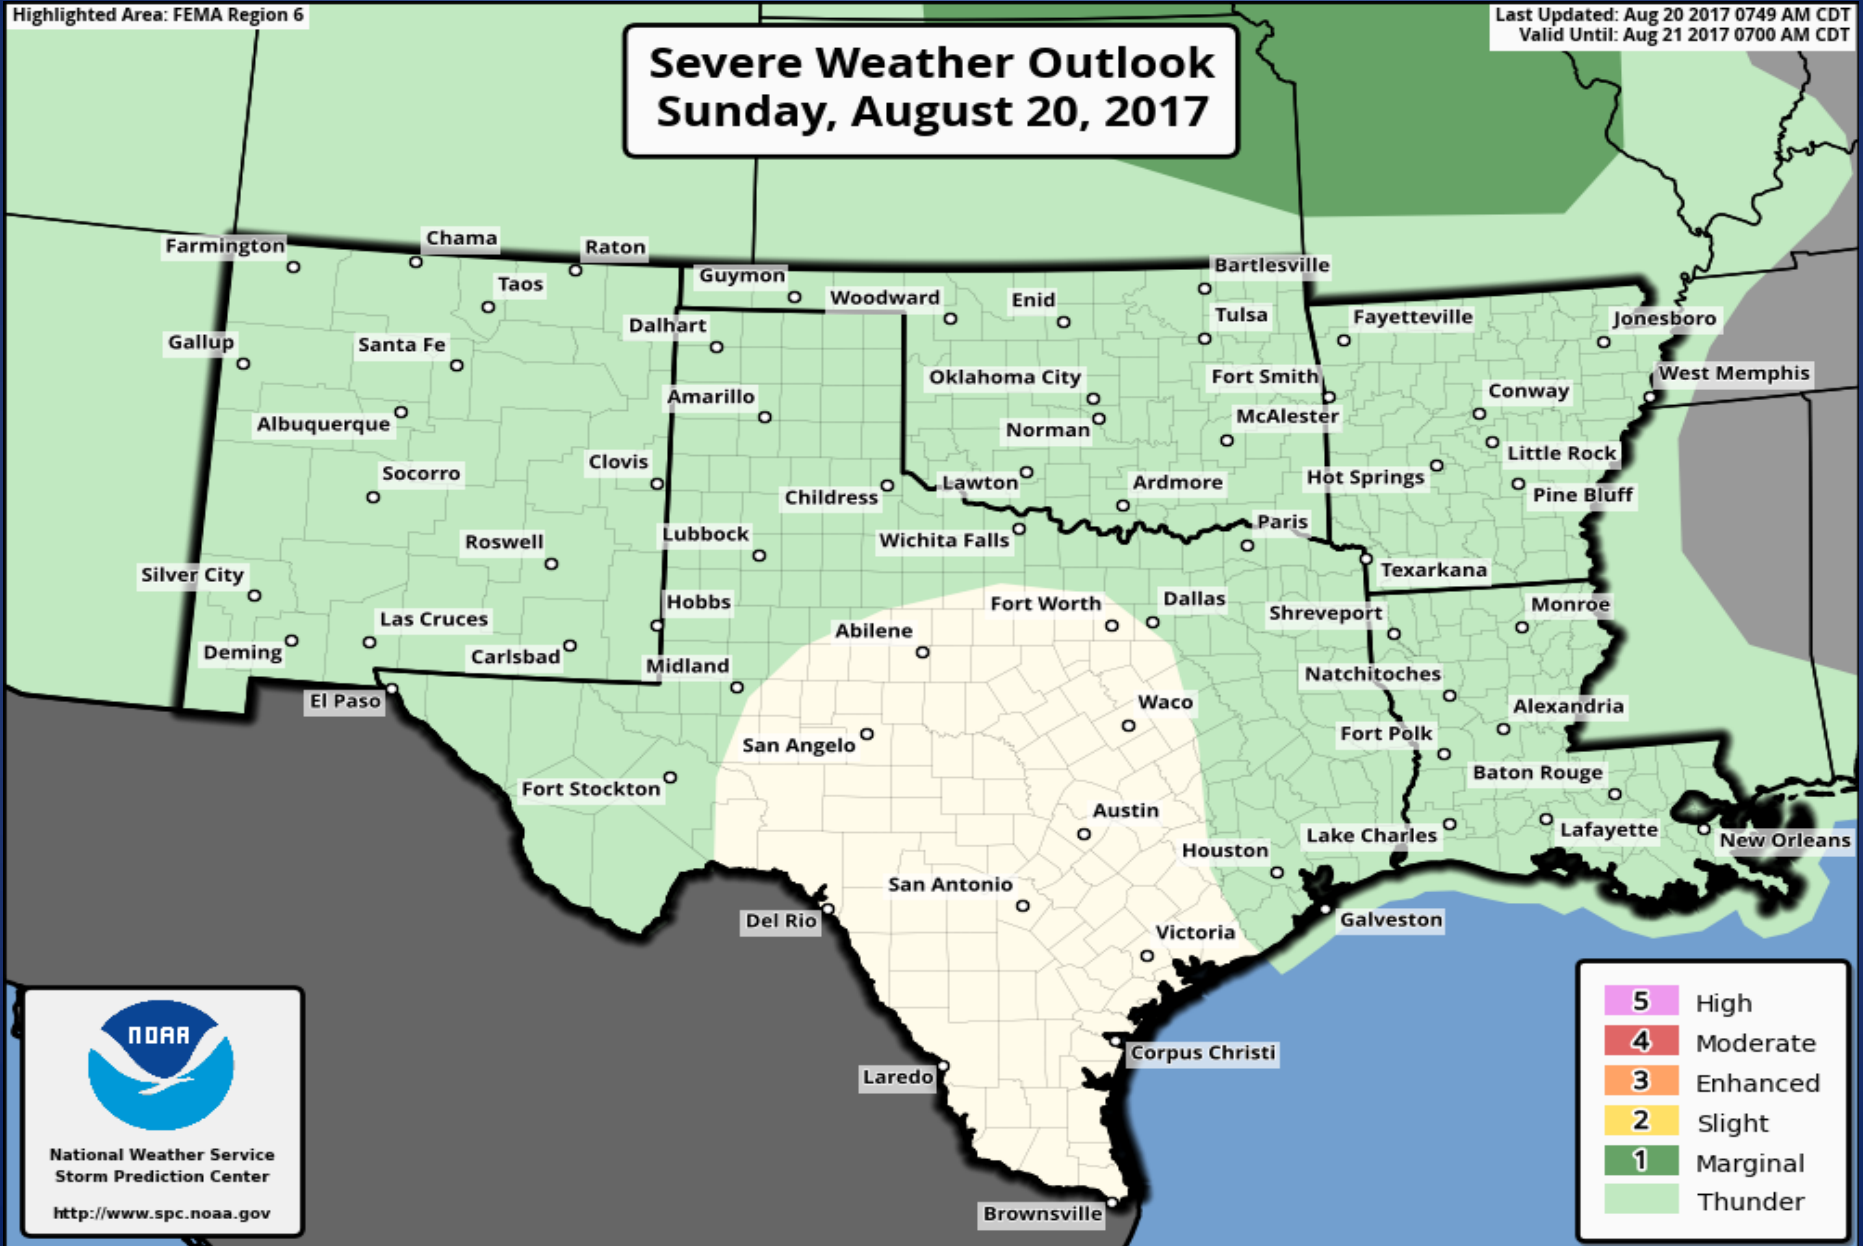 Highlighted Area: FEMA Region 6
Last Updated: Aug 20 2017 0749 AM CDT
Valid Until: Aug 21 2017 0700 AM CDT
Severe Weather Outlook
Sunday, August 20, 2017
Farmington
Chama
Raton
Taos
Guymon
Woodward
Enid
Bartlesville
Tulsa
Fayetteville
Jonesboro
Gallup
Santa Fe
Dalhart
Oklahoma City
Fort Smith
Conway
West Memphis
Albuquerque
Amarillo
Norman
McAlester
Little Rock
Socorro
Clovis
Childress
Lawton
Ardmore
Hot Springs
Pine Bluff
Roswell
Lubbock
Wichita Falls
Paris
Texarkana
Silver City
Las Cruces
Hobbs
Fort Worth
Dallas
Shreveport
Monroe
Deming
Carlsbad
Midland
Abilene
Natchitoches
El Paso
San Angelo
Waco
Fort Polk
Alexandria
Fort Stockton
Austin
Baton Rouge
Houston
Lake Charles
Lafayette
New Orleans
Del Rio
San Antonio
Victoria
Galveston
Laredo
Corpus Christi
Brownsville
NOAA
National Weather Service
Storm Prediction Center
http://www.spc.noaa.gov
5 High
4 Moderate
3 Enhanced
2 Slight
1 Marginal
Thunder